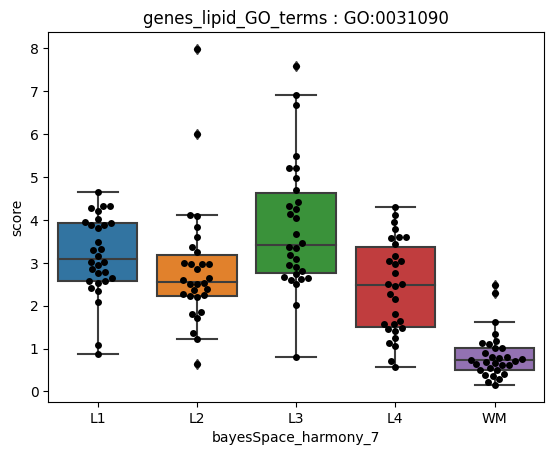 genes_lipid_GO_terms : GO:0031090
8
7
6
5
4
3
2
1
0
score
L1 L2 L3 L4 WM
bayesSpace_harmony_7